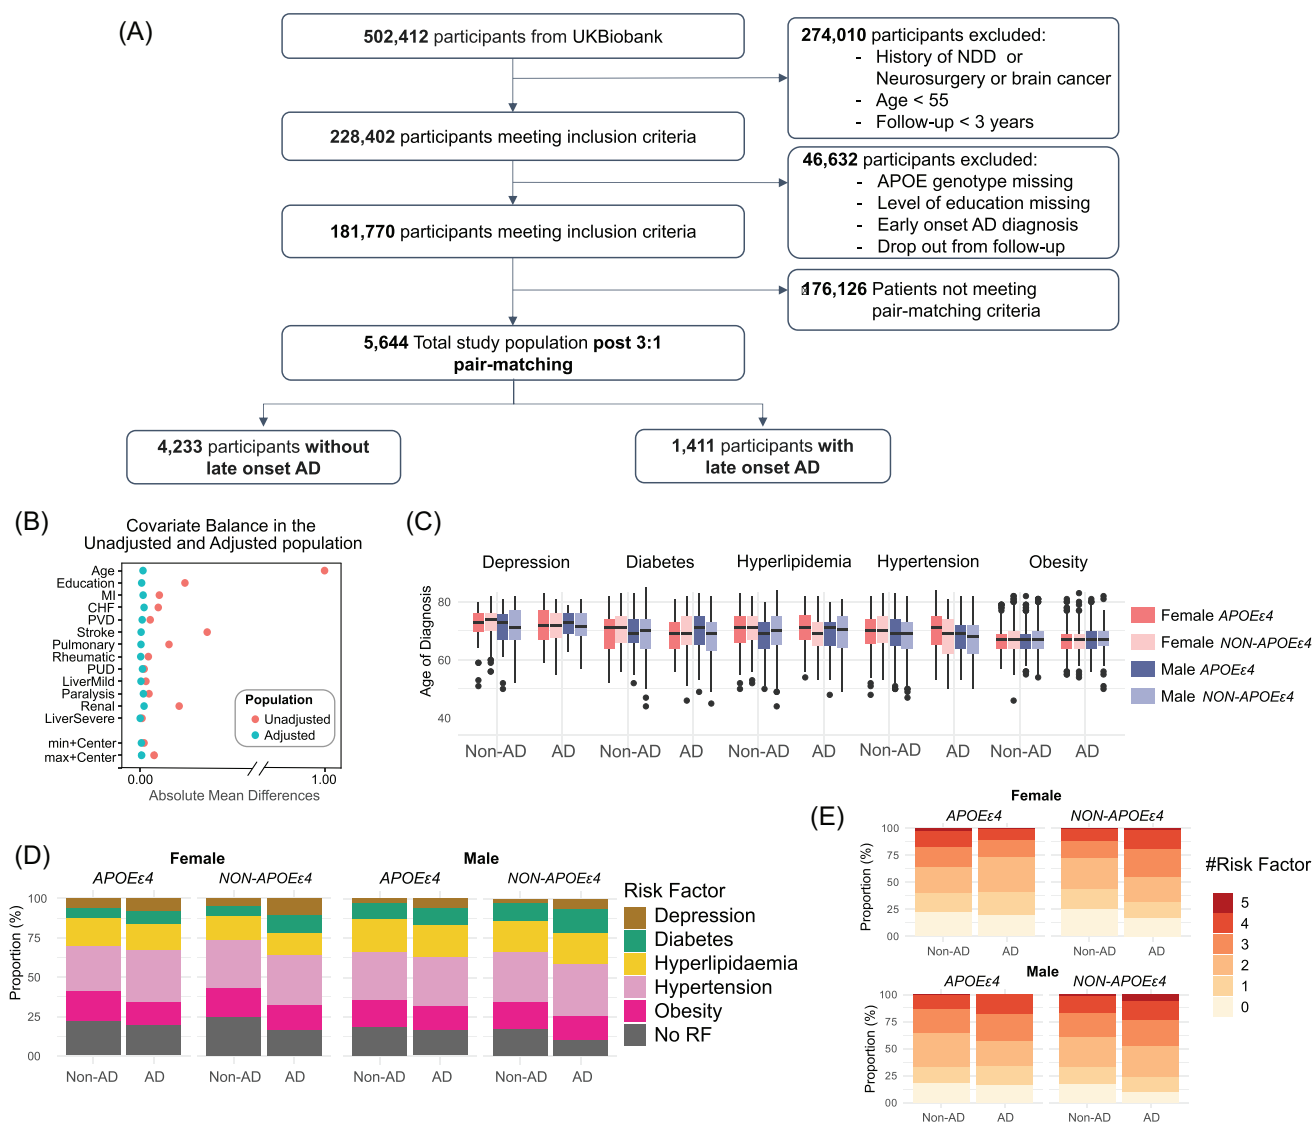 (A)
502,412 participants from UKBiobank
274,010 participants excluded:
- History of NDD or
Neurosurgery or brain cancer
- Age < 55
- Follow-up < 3 years
228,402 participants meeting inclusion criteria
46,632 participants excluded:
- APOE genotype missing
- Level of education missing
- Early onset AD diagnosis
- Drop out from follow-up
181,770 participants meeting inclusion criteria
176,126 Patients not meeting
pair-matching criteria
5,644 Total study population post 3:1
pair-matching
4,233 participants without
late onset AD
1,411 participants with
late onset AD
(B)
Covariate Balance in the
Unadjusted and Adjusted population
Age
Education
MI
CHF
PVD
Stroke
Pulmonary
Rheumatic
PUD
LiverMild
Paralysis
Renal
LiverSevere
min+Center
max+Center
Population
Unadjusted
Adjusted
0.00
1.00
Absolute Mean Differences
(C)
Depression
Diabetes
Hyperlipidemia
Hypertension
Obesity
Age of Diagnosis
80
60
40
Non-AD
AD
Non-AD
AD
Non-AD
AD
Non-AD
AD
Non-AD
AD
Female APOEε4
Female NON-APOEε4
Male APOEε4
Male NON-APOEε4
(D)
Female
Male
APOEε4
NON-APOEε4
APOEε4
NON-APOEε4
Proportion (%)
100
75
50
25
00
Non-AD
AD
Non-AD
AD
Non-AD
AD
Non-AD
AD
Risk Factor
Depression
Diabetes
Hyperlipidaemia
Hypertension
Obesity
No RF
(E)
Female
APOEε4
NON-APOEε4
Proportion (%)
100
75
50
25
00
Non-AD
AD
Non-AD
AD
Male
APOEε4
NON-APOEε4
Proportion (%)
100
75
50
25
00
Non-AD
AD
Non-AD
AD
#Risk Factor
5
4
3
2
1
0